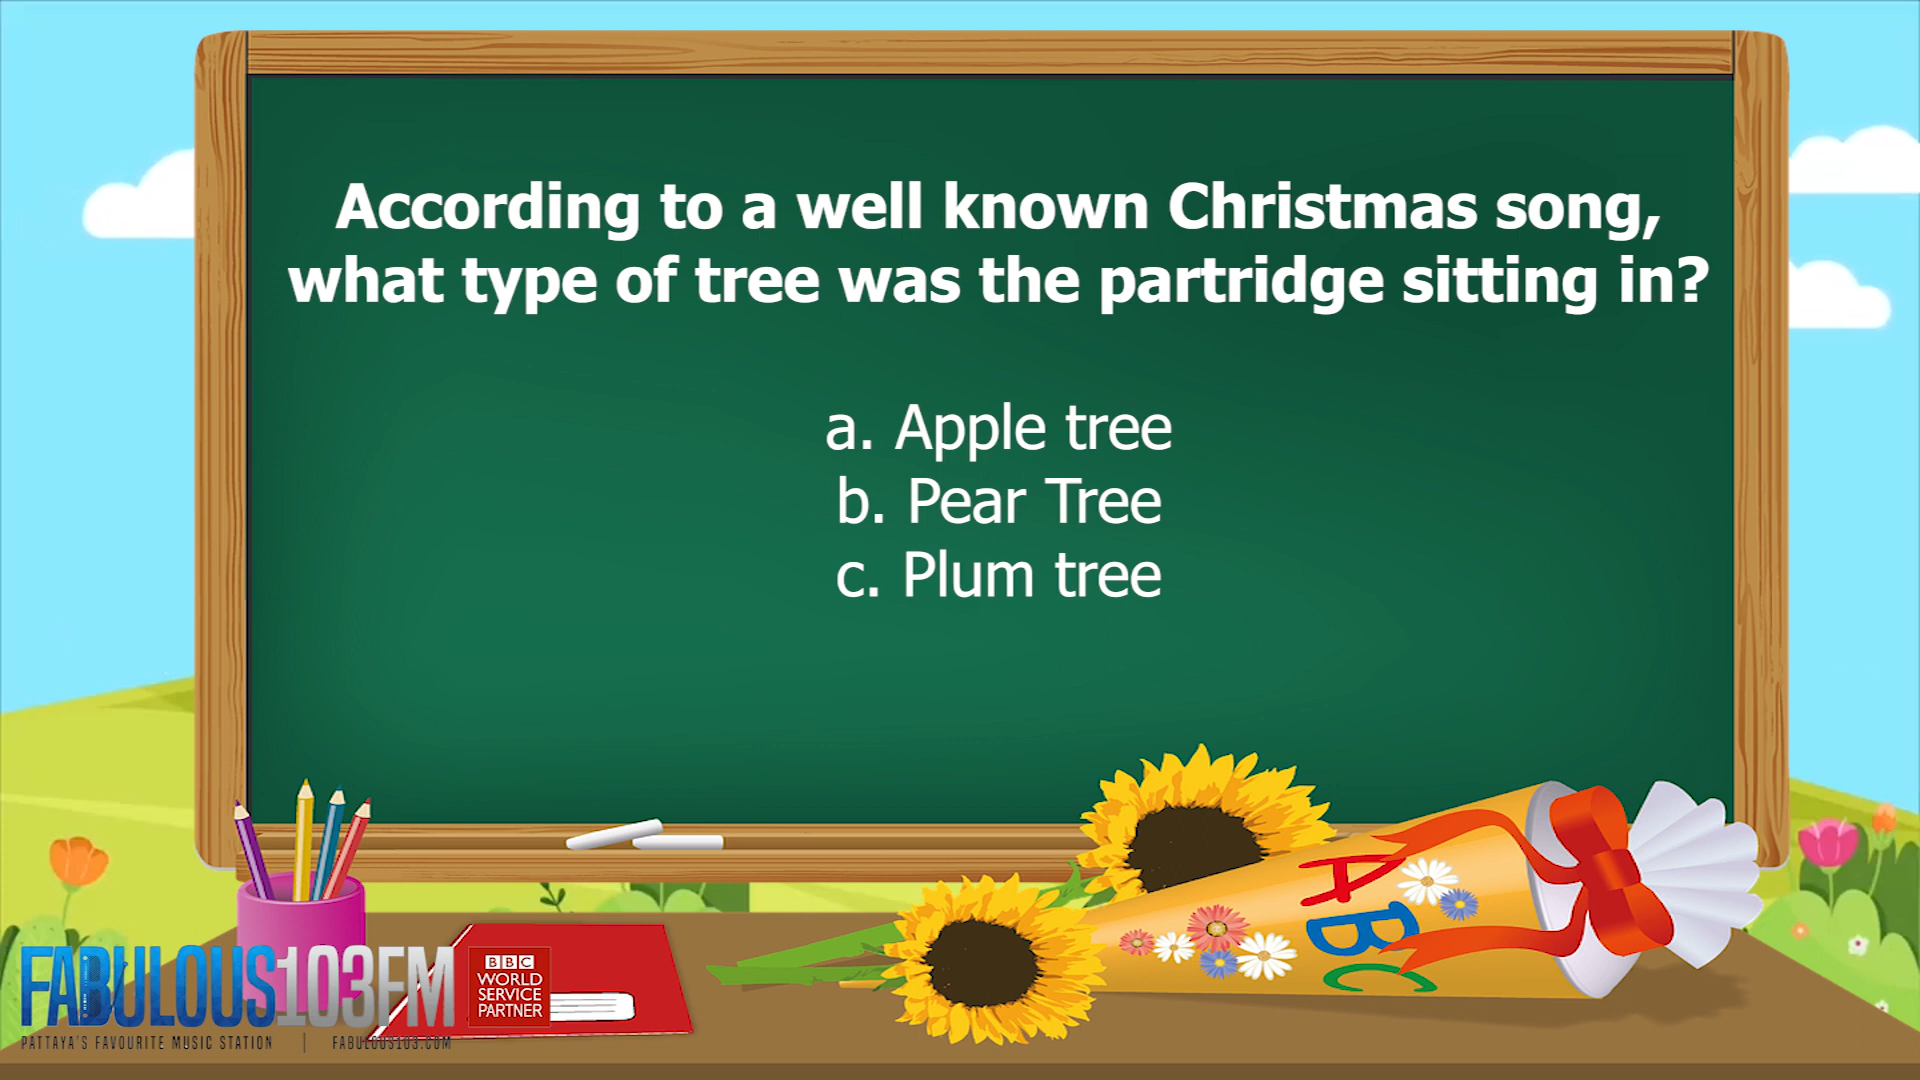 According to a well known Christmas song,
what type of tree was the partridge sitting in?
a. Apple tree
b. Pear Tree
c. Plum tree
ABC
FABULOUS103FM
PATTAYA'S FAVOURITE MUSIC STATION | FABULOUS103.COM
BBC
WORLD
SERVICE
PARTNER